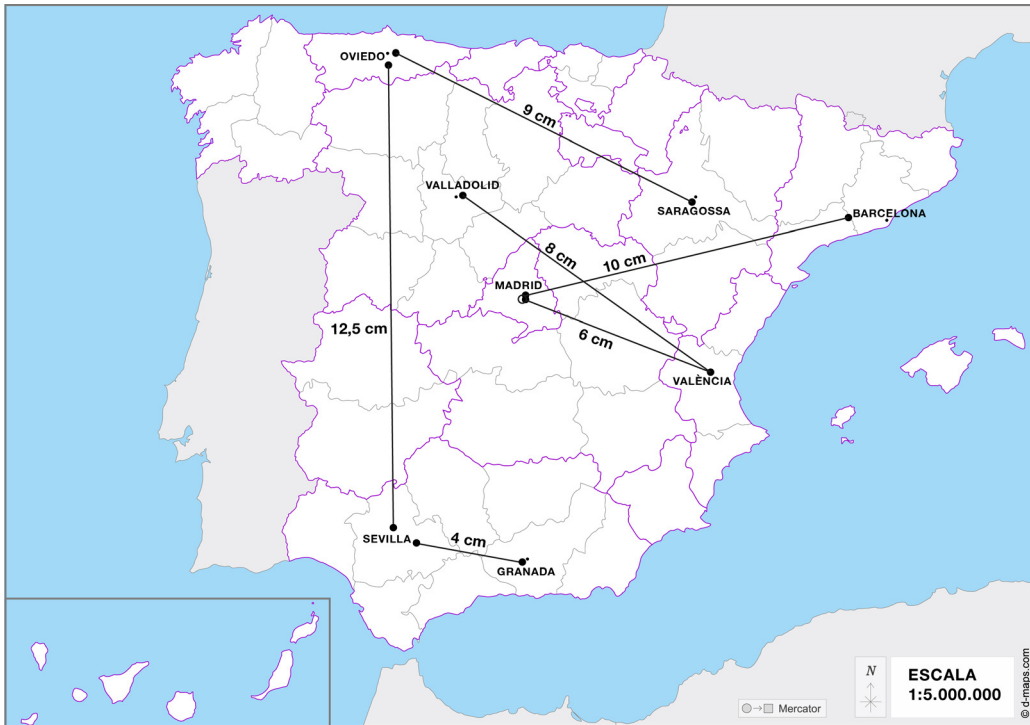 OVIEDO
9 cm
VALLADOLID
SARAGOSSA
BARCELONA
8 cm
10 cm
MADRID
12,5 cm
6 cm
VALÈNCIA
SEVILLA
4 cm
GRANADA
N
ESCALA
1:5.000.000
Mercator
© d-maps.com